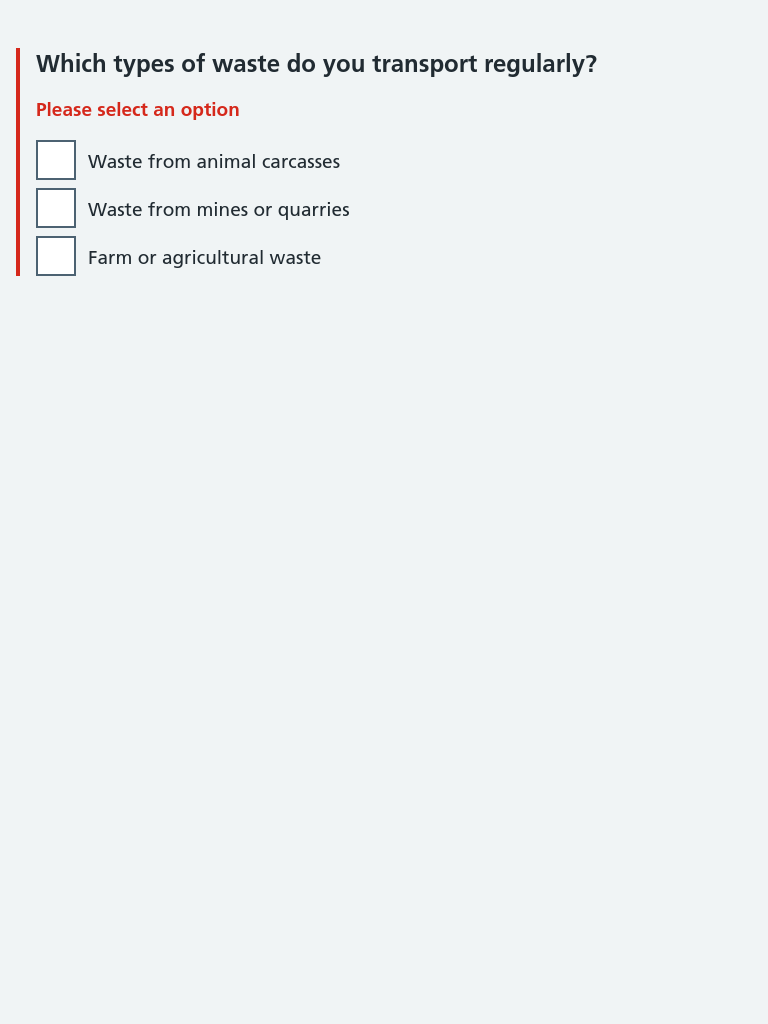 Which types of waste do you transport regularly?
Please select an option
Waste from animal carcasses
Waste from mines or quarries
Farm or agricultural waste